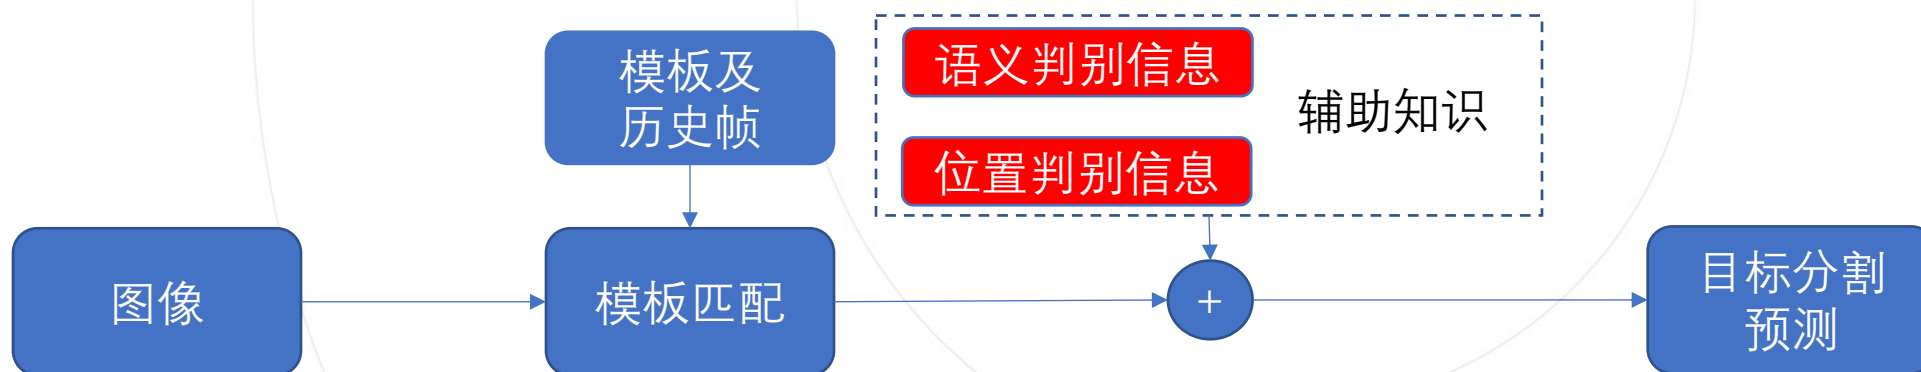 模板及
历史帧
语义判别信息
辅助知识
位置判别信息
图像
模板匹配
+
目标分割
预测